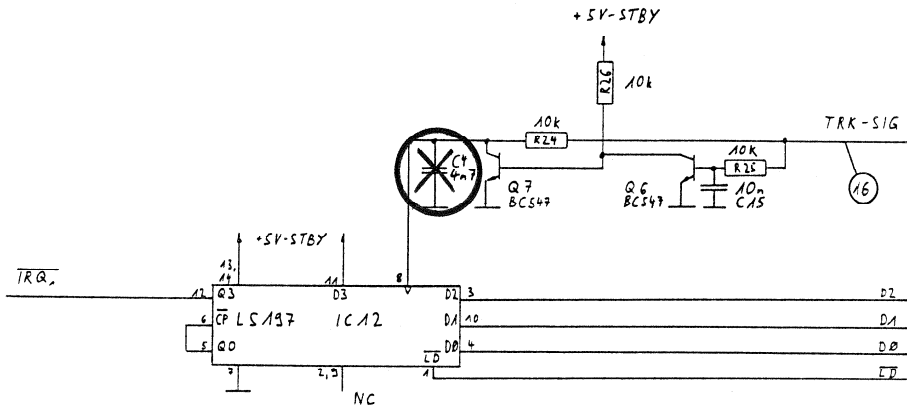 +5V-STBY
R26
10k
10k
R24
TRK-SIG
16
C4
4n7
Q7
BC547
Q6
BC547
10k
R25
10n
C15
+5V-STBY
IRQ,
13,
14
11
8
12
Q3
D3
D2
3
D2
6
CP
LS197
IC12
D1
10
D1
5
Q0
D0
4
D0
LD
7
2,9
1
LD
NC